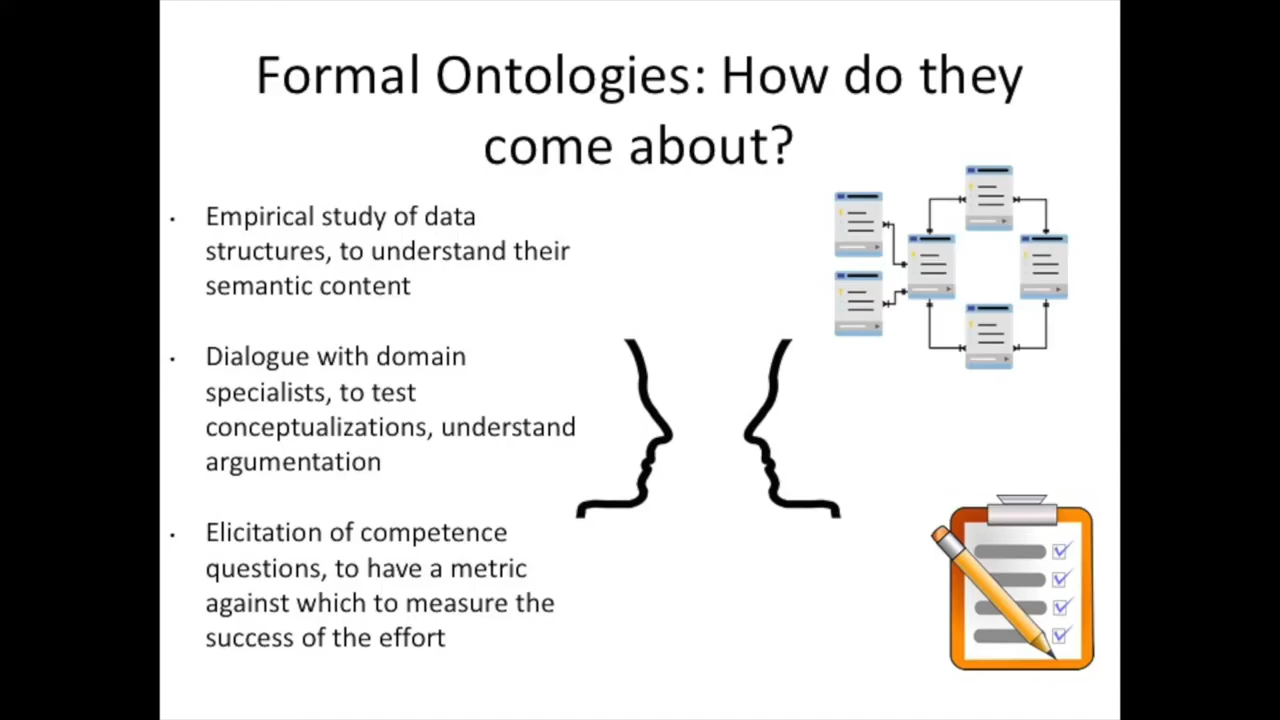 Formal Ontologies: How do they
come about?
· Empirical study of data
structures, to understand their
semantic content
· Dialogue with domain
specialists, to test
conceptualizations, understand
argumentation
· Elicitation of competence
questions, to have a metric
against which to measure the
success of the effort